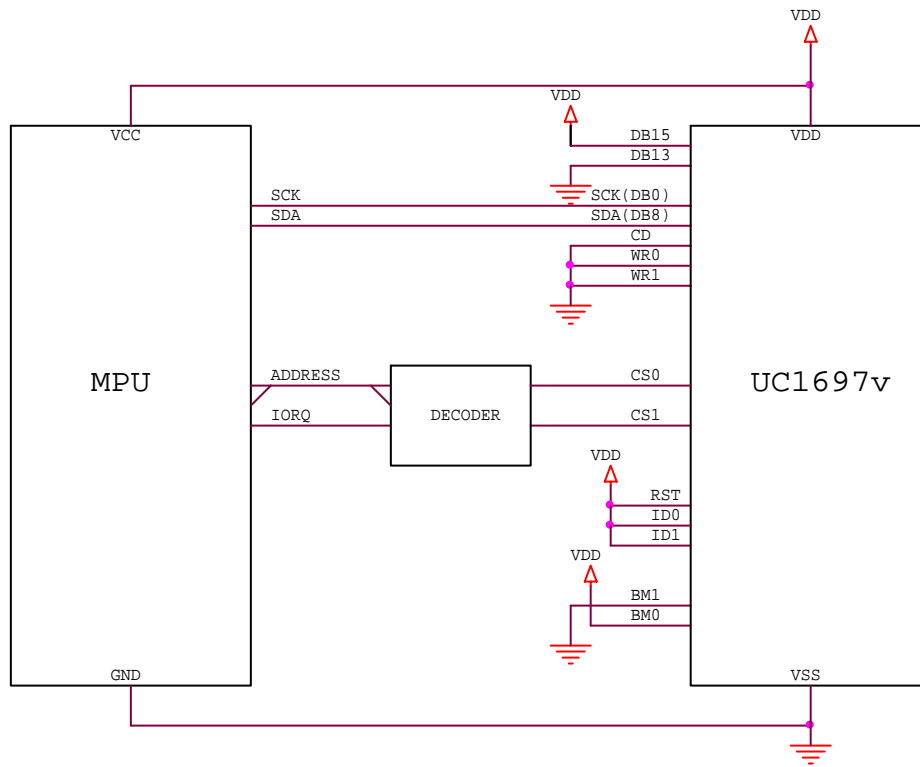 VDD
VDD
VCC
VDD
DB15
DB13
SCK
SCK(DB0)
SDA
SDA(DB8)
CD
WR0
WR1
MPU
ADDRESS
CS0
UC1697v
IORQ
DECODER
CS1
VDD
RST
ID0
ID1
VDD
BM1
BM0
GND
VSS